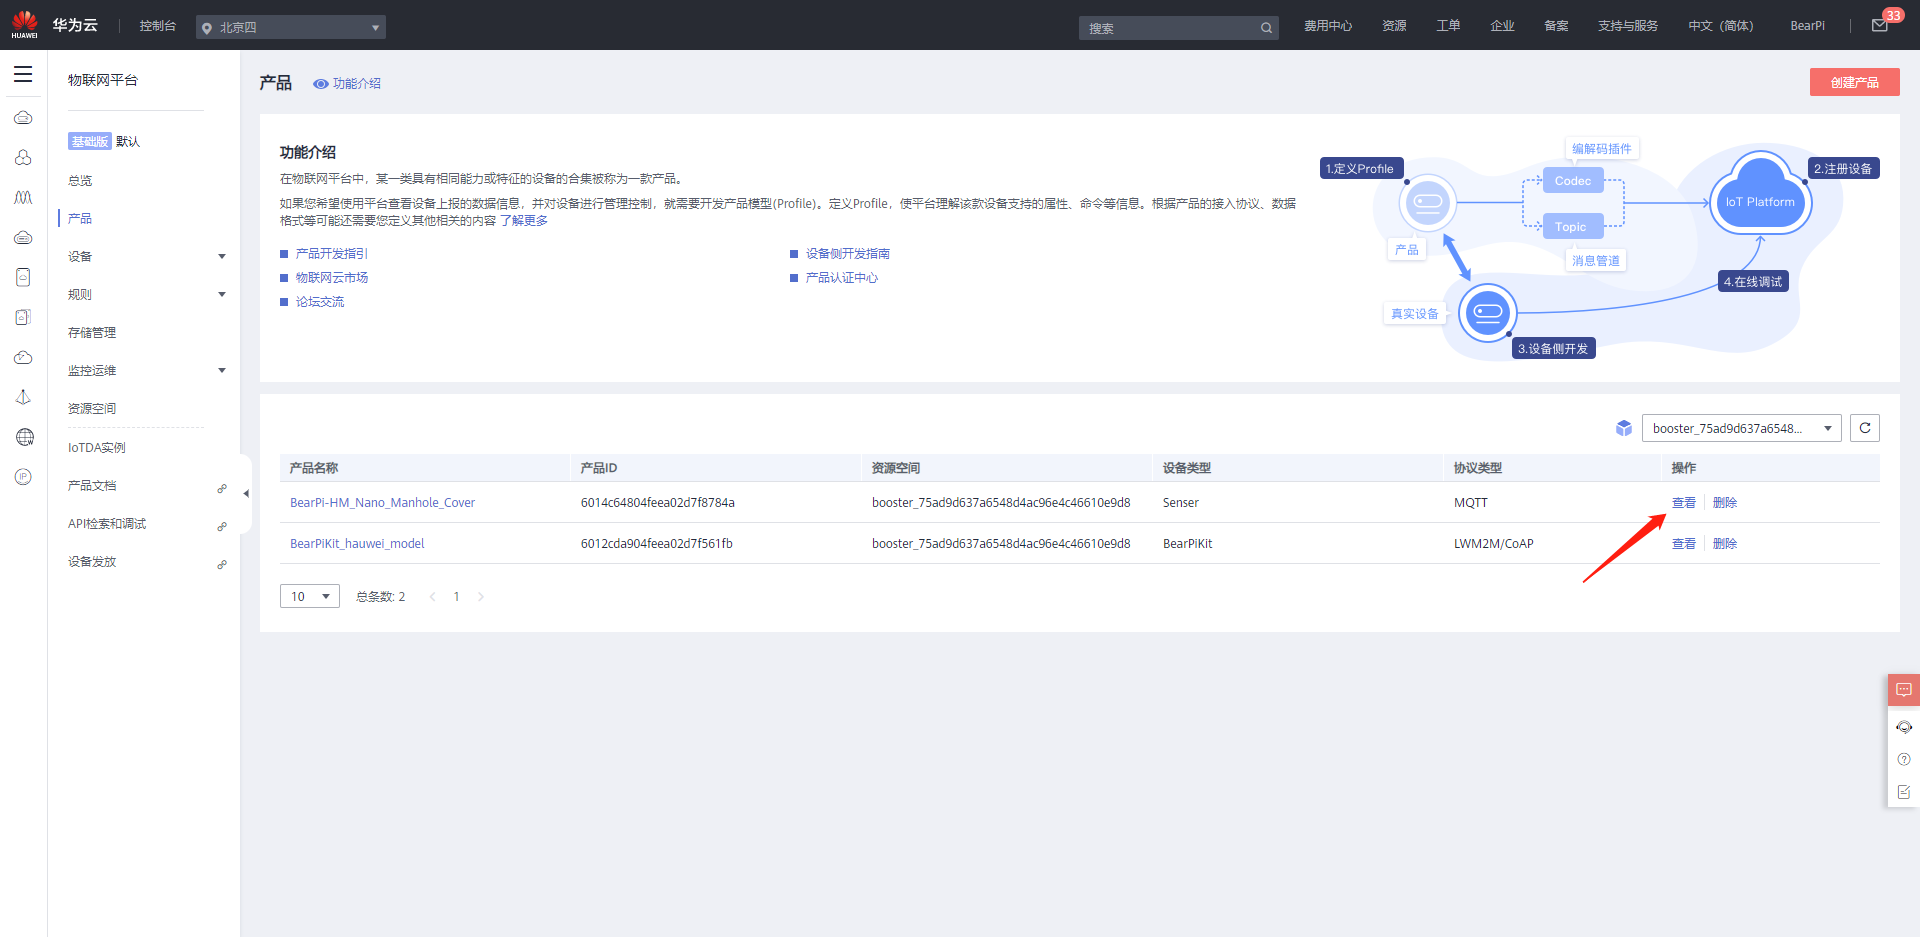 HUAWEI
华为云
控制台
北京四
搜索
费用中心
资源
工单
企业
备案
支持与服务
中文（简体）
BearPi
33
物联网平台
基础版 默认
总览
产品
设备
规则
存储管理
监控运维
资源空间
IoTDA实例
产品文档
API检索和调试
设备发放
产品
功能介绍
创建产品
功能介绍
在物联网平台中，某一类具有相同能力或特征的设备的合集被称为一款产品。
如果您希望使用平台查看设备上报的数据信息，并对设备进行管理控制，就需要开发产品模型(Profile)。定义Profile，使平台理解该款设备支持的属性、命令等信息。根据产品的接入协议、数据
格式等可能还需要您定义其他相关的内容 了解更多
产品开发指引
设备侧开发指南
物联网云市场
产品认证中心
论坛交流
编解码插件
1.定义Profile
Codec
2.注册设备
IoT Platform
Topic
产品
消息管道
4.在线调试
真实设备
3.设备侧开发
booster_75ad9d637a6548...
产品名称 产品ID 资源空间 设备类型 协议类型 操作
BearPi-HM_Nano_Manhole_Cover 6014c64804feea02d7f8784a booster_75ad9d637a6548d4ac96e4c46610e9d8 Senser MQTT 查看 删除
BearPiKit_hauwei_model 6012cda904feea02d7f561fb booster_75ad9d637a6548d4ac96e4c46610e9d8 BearPiKit LWM2M/CoAP 查看 删除
10 总条数: 2 < 1 >